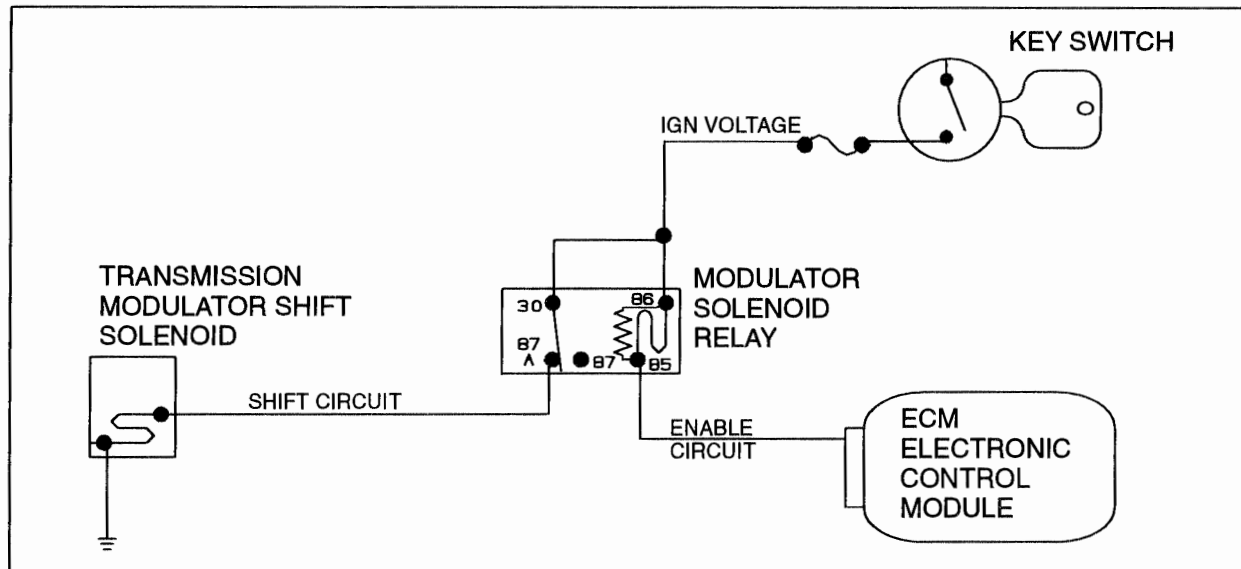 KEY SWITCH
IGN VOLTAGE
TRANSMISSION
MODULATOR SHIFT
SOLENOID
MODULATOR
SOLENOID
RELAY
30
86
87
A
87
85
SHIFT CIRCUIT
ENABLE
CIRCUIT
ECM
ELECTRONIC
CONTROL
MODULE